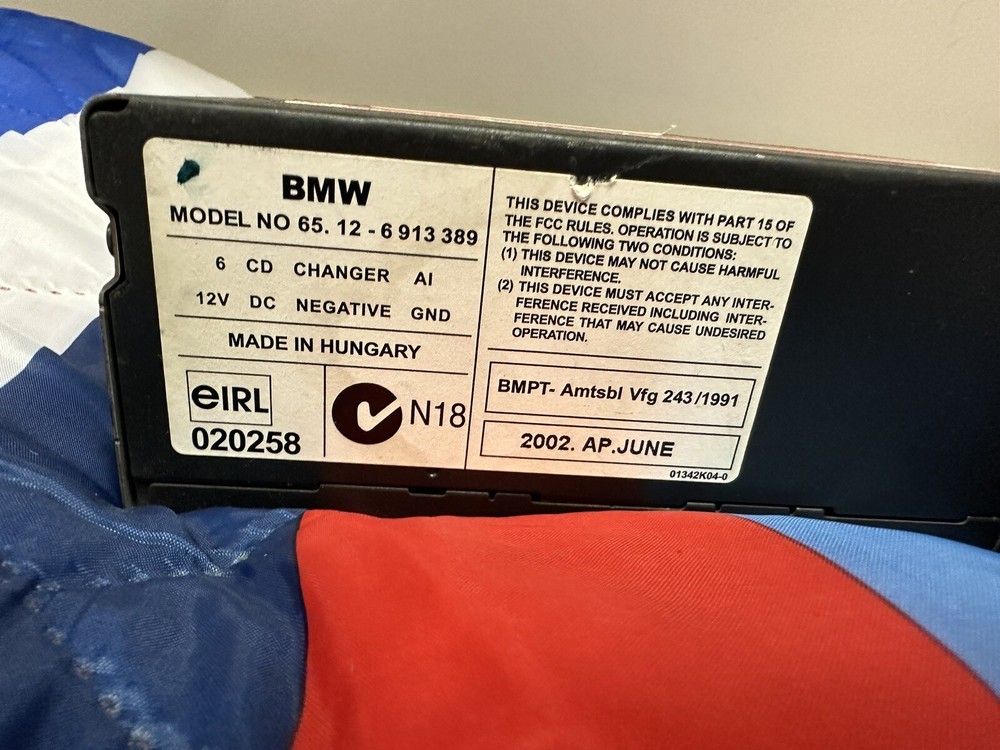 BMW
MODEL NO 65. 12 - 6 913 389
6 CD CHANGER AI
12V DC NEGATIVE GND
MADE IN HUNGARY
eIRL
020258
N18
THIS DEVICE COMPLIES WITH PART 15 OF
THE FCC RULES. OPERATION IS SUBJECT TO
THE FOLLOWING TWO CONDITIONS:
(1) THIS DEVICE MAY NOT CAUSE HARMFUL
INTERFERENCE.
(2) THIS DEVICE MUST ACCEPT ANY INTER-
FERENCE RECEIVED INCLUDING INTER-
FERENCE THAT MAY CAUSE UNDESIRED
OPERATION.
BMPT- Amtsbl Vfg 243/1991
2002. AP.JUNE
01342K04-0